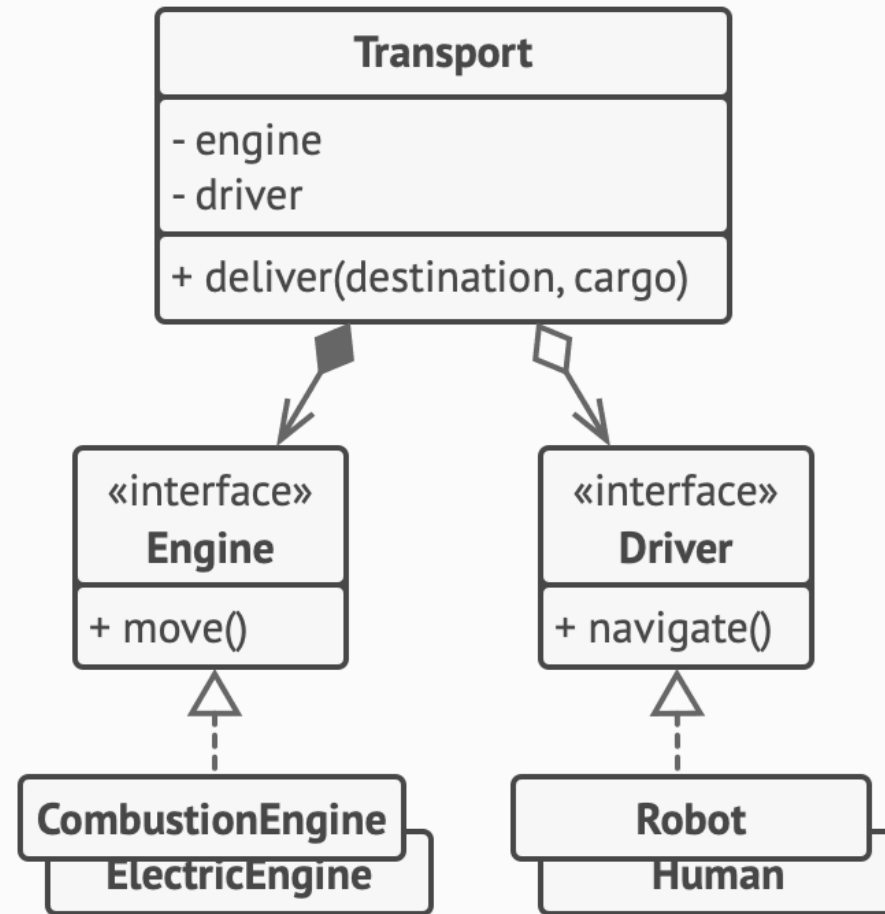 Transport
- engine
- driver
+ deliver(destination, cargo)
«interface»
Engine
+ move()
«interface»
Driver
+ navigate()
CombustionEngine
ElectricEngine
Robot
Human